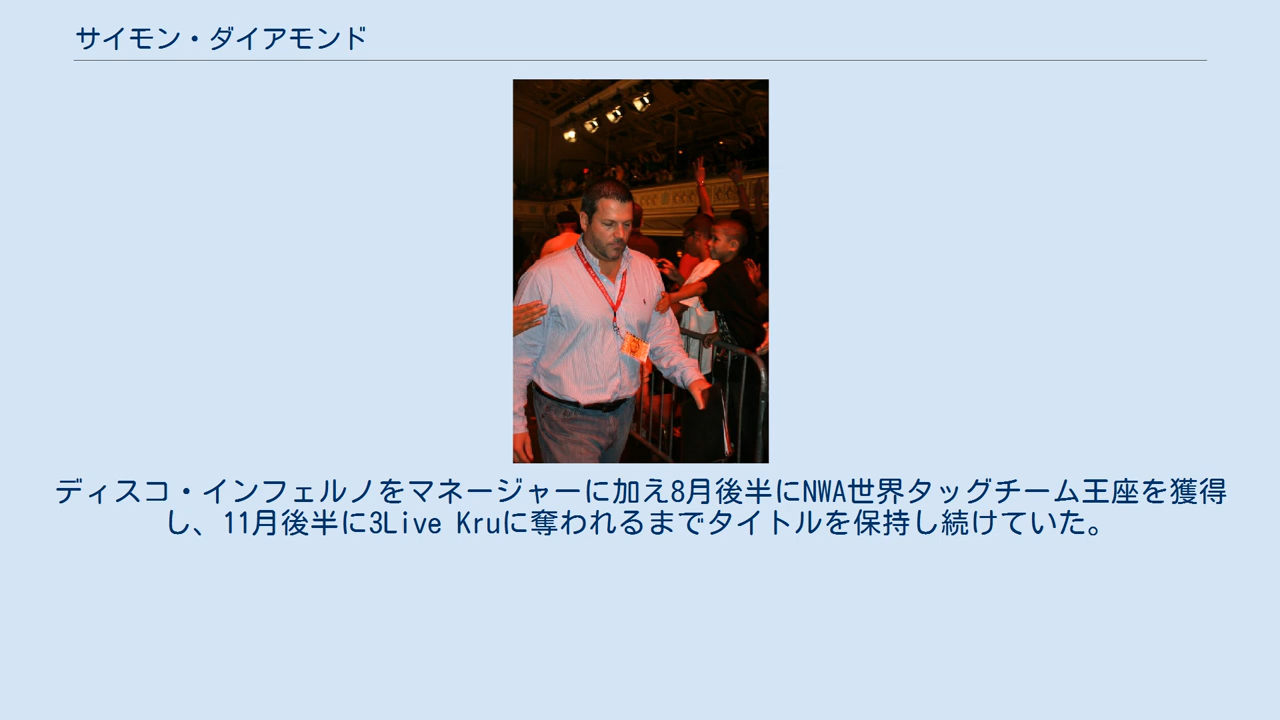 サイモン・ダイアモンド
ディスコ・インフェルノをマネージャーに加え8月後半にNWA世界タッグチーム王座を獲得
し、11月後半に3Live Kruに奪われるまでタイトルを保持し続けていた。